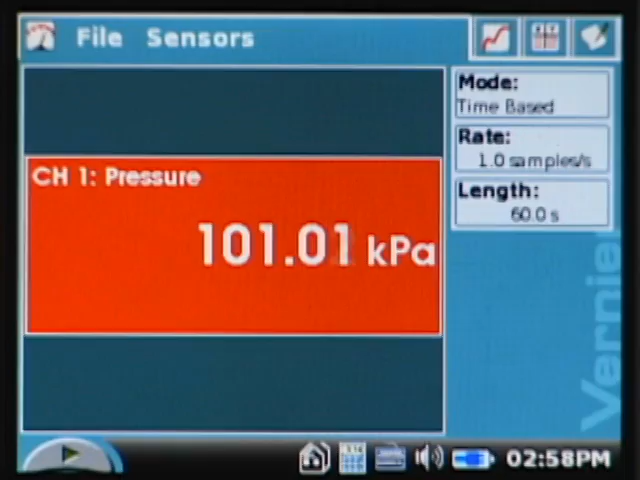 File Sensors
Mode:
Time Based
Rate:
1.0 samples/s
Length:
60.0 s
CH 1: Pressure
101.01 kPa
Vernie
02:58PM